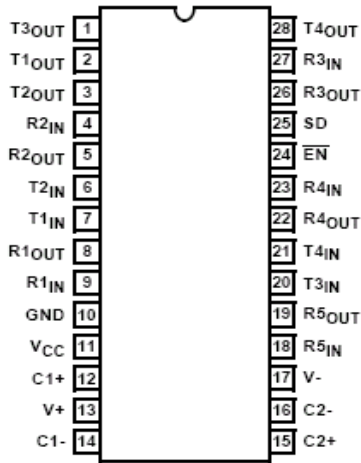 T3OUT 1 28 T4OUT
T1OUT 2 27 R3IN
T2OUT 3 26 R3OUT
R2IN 4 25 SD
R2OUT 5 24 E̅N̅
T2IN 6 23 R4IN
T1IN 7 22 R4OUT
R1OUT 8 21 T4IN
R1IN 9 20 T3IN
GND 10 19 R5OUT
VCC 11 18 R5IN
C1+ 12 17 V-
V+ 13 16 C2-
C1- 14 15 C2+